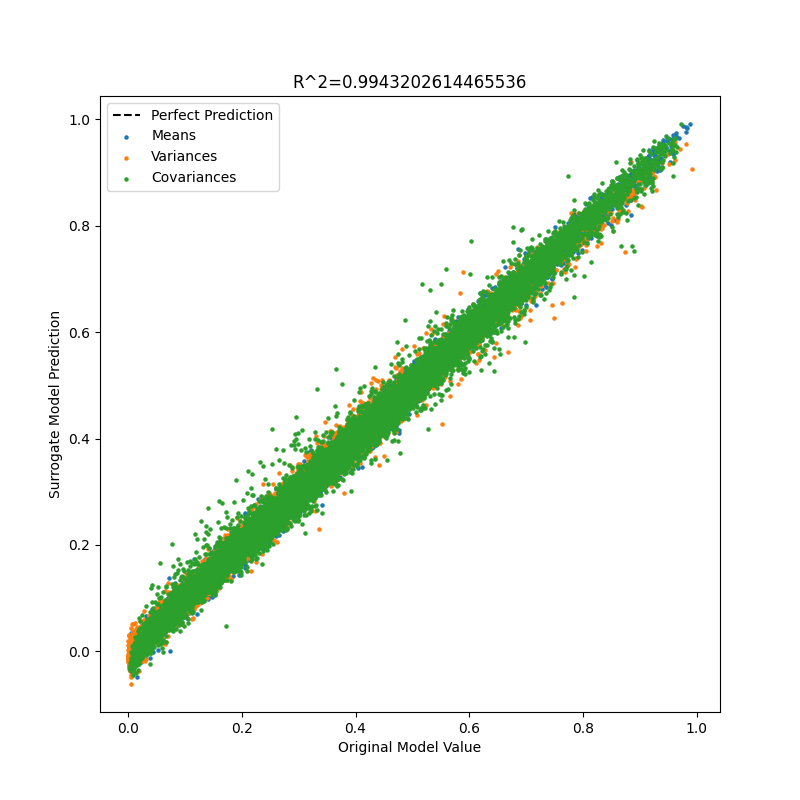 R^2=0.9943202614465536
Perfect Prediction
Means
Variances
Covariances
1.0
0.8
0.6
0.4
0.2
0.0
Surrogate Model Prediction
0.0 0.2 0.4 0.6 0.8 1.0
Original Model Value